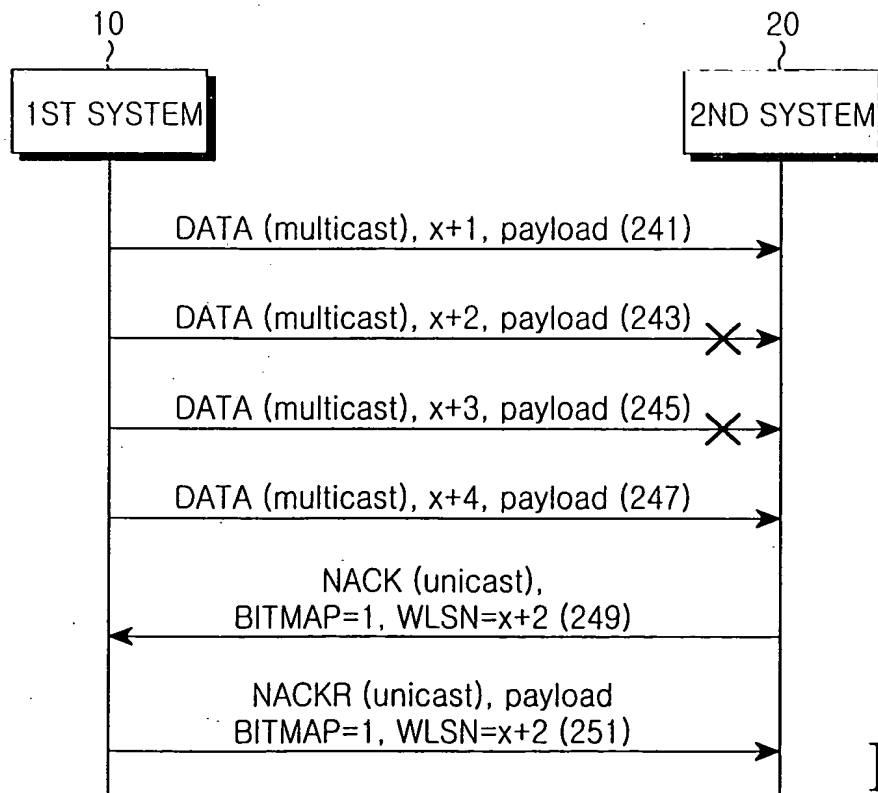 10
20
1ST SYSTEM
2ND SYSTEM
DATA (multicast), x+1, payload (241)
DATA (multicast), x+2, payload (243)
DATA (multicast), x+3, payload (245)
DATA (multicast), x+4, payload (247)
NACK (unicast),
BITMAP=1, WLSN=x+2 (249)
NACKR (unicast), payload
BITMAP=1, WLSN=x+2 (251)